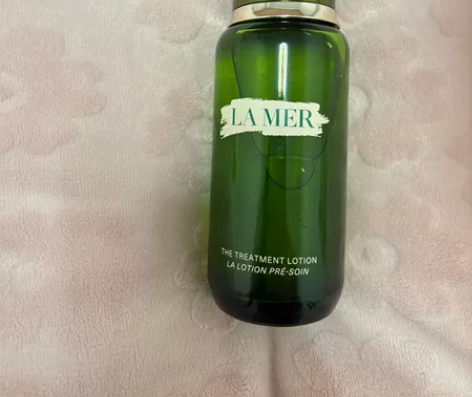 LA MER
THE TREATMENT LOTION
LA LOTION PRÉ-SOIN